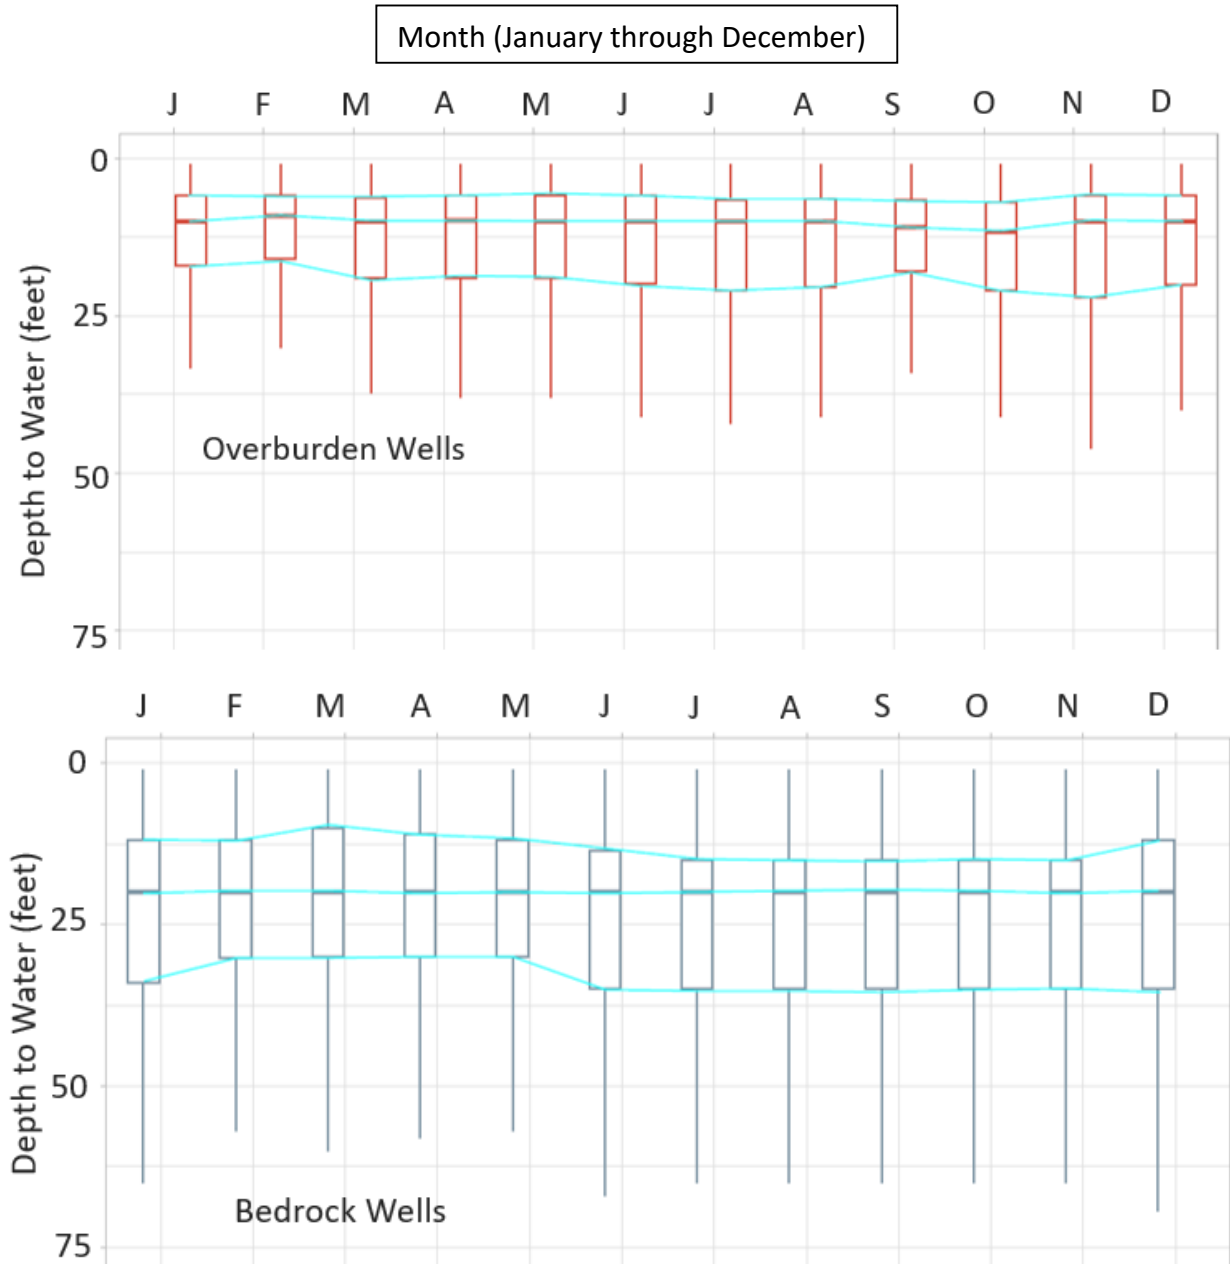 Month (January through December)
J F M A M J J A S O N D
0
25
50
75
Depth to Water (feet)
Overburden Wells
J F M A M J J A S O N D
0
25
50
75
Depth to Water (feet)
Bedrock Wells